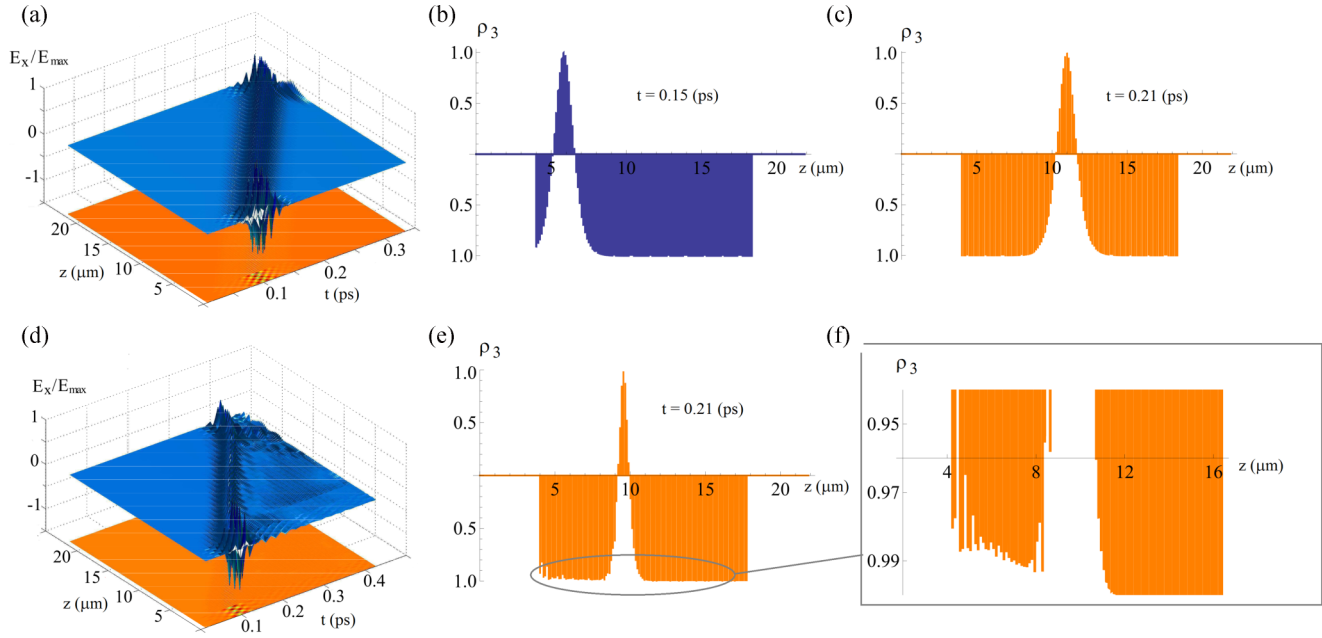 (a)
E_x/E_max
1
0
-1
20
15
10
5
z (μm)
0.1
0.2
0.3
t (ps)
(b)
ρ_3
1.0
0.5
t = 0.15 (ps)
5
10
15
20
z (μm)
0.5
1.0
(c)
ρ_3
1.0
0.5
t = 0.21 (ps)
5
10
15
20
z (μm)
0.5
1.0
(d)
E_x/E_max
1
0
-1
20
15
10
5
z (μm)
0.1
0.2
0.3
0.4
t (ps)
(e)
ρ_3
1.0
0.5
t = 0.21 (ps)
5
10
15
20
z (μm)
0.5
1.0
(f)
ρ_3
0.95
4
8
12
16
z (μm)
0.97
0.99